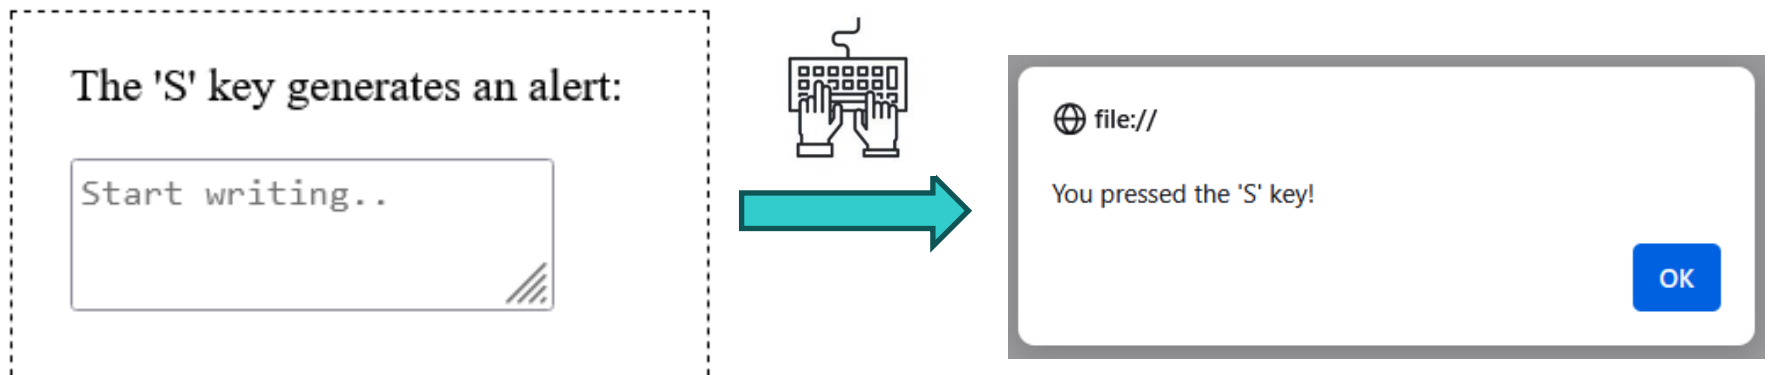 The 'S' key generates an alert:
Start writing..
file://
You pressed the 'S' key!
OK